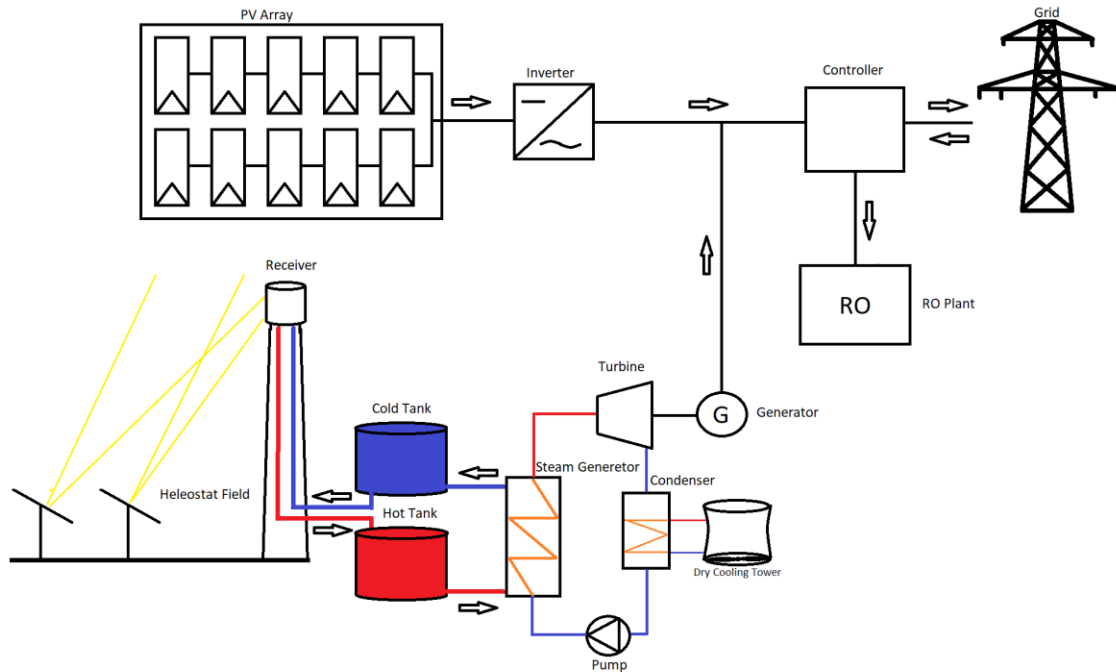 PV Array
Grid
Inverter
Controller
Receiver
RO
RO Plant
Turbine
G
Generator
Cold Tank
Steam Generetor
Condenser
Heleostat Field
Hot Tank
Dry Cooling Tower
Pump